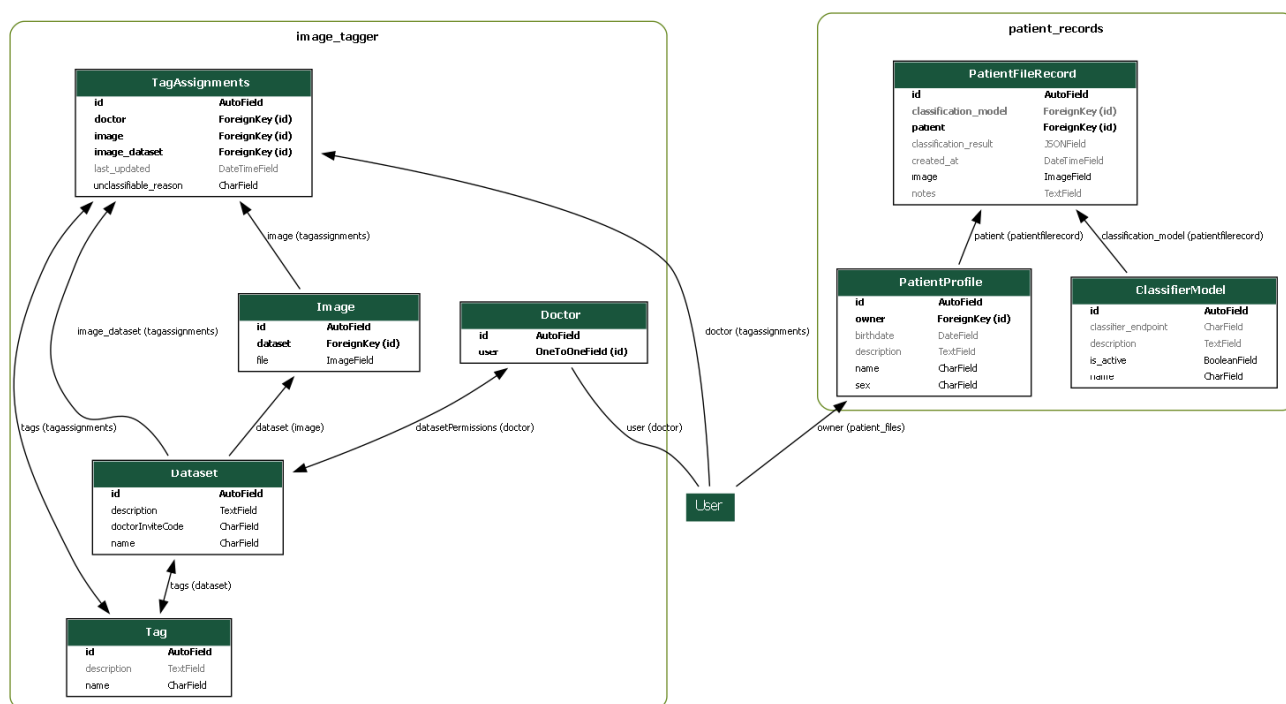 image_tagger
TagAssignments
id AutoField
doctor ForeignKey (id)
image ForeignKey (id)
image_dataset ForeignKey (id)
last_updated DateTimeField
unclassifiable_reason CharField
image (tagassignments)
Image
id AutoField
dataset ForeignKey (id)
file ImageField
Doctor
id AutoField
user OneToOneField (id)
image_dataset (tagassignments)
doctor (tagassignments)
tags (tagassignments)
dataset (image)
datasetPermissions (doctor)
user (doctor)
Dataset
id AutoField
description TextField
doctorInviteCode CharField
name CharField
tags (dataset)
Tag
id AutoField
description TextField
name CharField
User
patient_records
PatientFileRecord
id AutoField
classification_model ForeignKey (id)
patient ForeignKey (id)
classification_result JSONField
created_at DateTimeField
image ImageField
notes TextField
patient (patientfilerecord)
classification_model (patientfilerecord)
PatientProfile
id AutoField
owner ForeignKey (id)
birthdate DateField
description TextField
name CharField
sex CharField
ClassifierModel
id AutoField
classifier_endpoint CharField
description TextField
is_active BooleanField
name CharField
owner (patient_files)